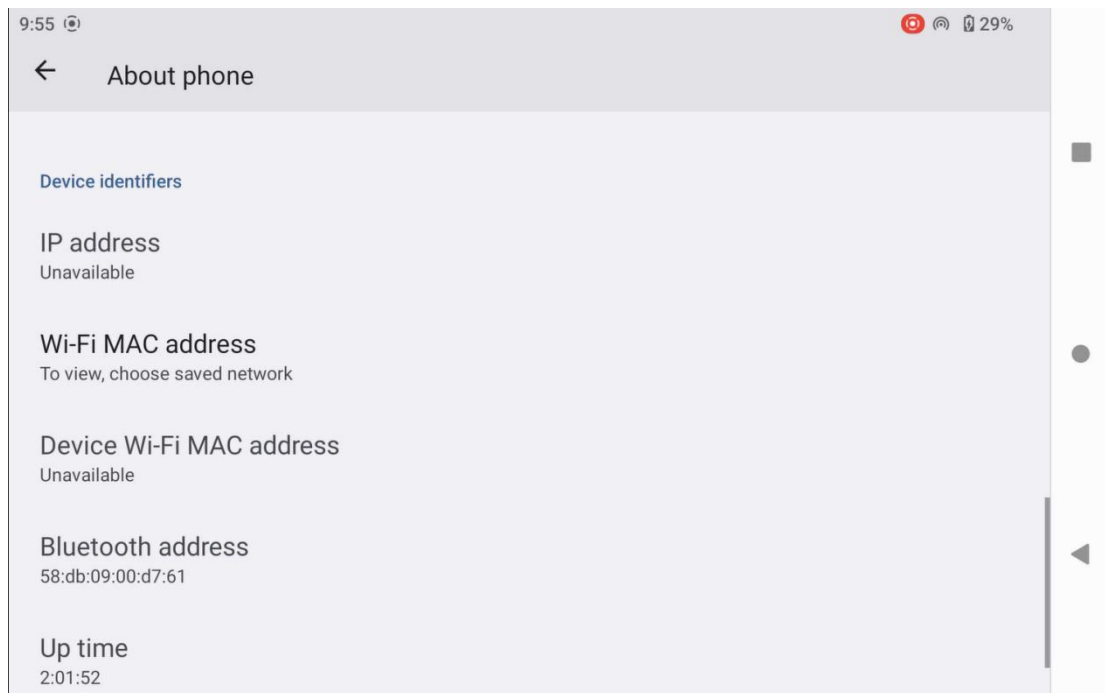 9:55 29%
About phone
Device identifiers
IP address
Unavailable
Wi-Fi MAC address
To view, choose saved network
Device Wi-Fi MAC address
Unavailable
Bluetooth address
58:db:09:00:d7:61
Up time
2:01:52